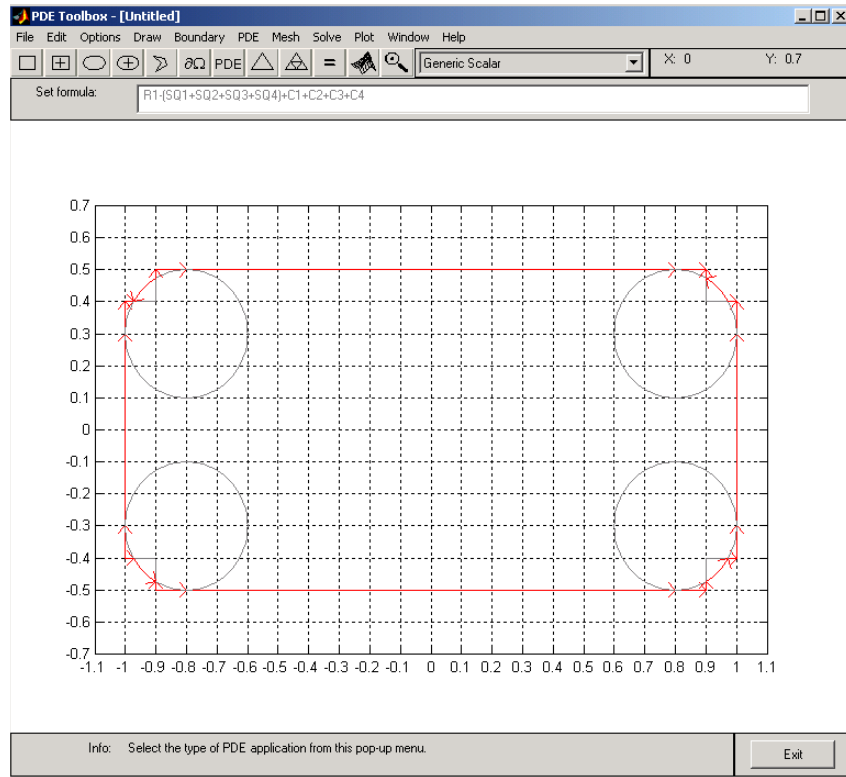 PDE Toolbox - [Untitled]
File Edit Options Draw Boundary PDE Mesh Solve Plot Window Help
∂Ω PDE = Generic Scalar X: 0 Y: 0.7
Set formula: R1-(SQ1+SQ2+SQ3+SQ4)+C1+C2+C3+C4
0.7
0.6
0.5
0.4
0.3
0.2
0.1
0
-0.1
-0.2
-0.3
-0.4
-0.5
-0.6
-0.7
-1.1 -1 -0.9 -0.8 -0.7 -0.6 -0.5 -0.4 -0.3 -0.2 -0.1 0 0.1 0.2 0.3 0.4 0.5 0.6 0.7 0.8 0.9 1 1.1
Info: Select the type of PDE application from this pop-up menu. Exit